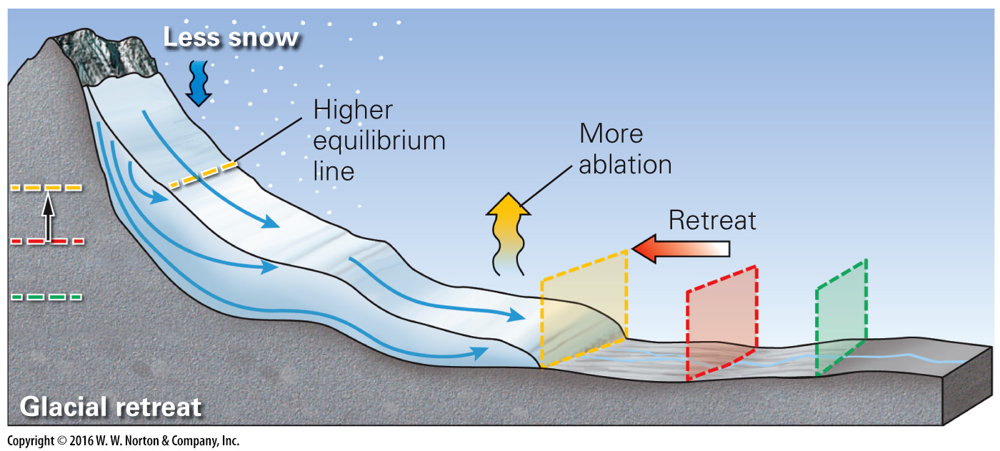 Less snow
Higher
equilibrium
line
More
ablation
Retreat
Glacial retreat
Copyright © 2016 W. W. Norton & Company, Inc.